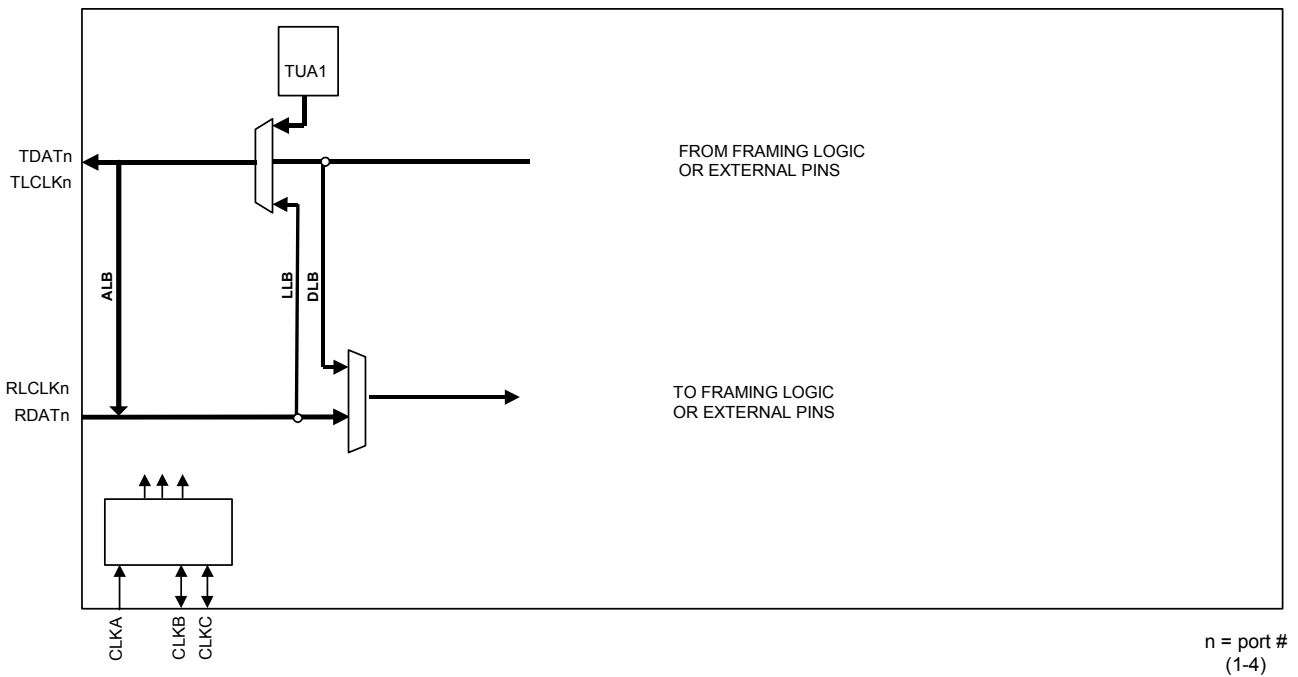 TUA1
TDATn
TLCLKn
FROM FRAMING LOGIC
OR EXTERNAL PINS
ALB
LLB
DLB
RLCLKn
RDATn
TO FRAMING LOGIC
OR EXTERNAL PINS
CLKA
CLKB
CLKC
n = port #
(1-4)